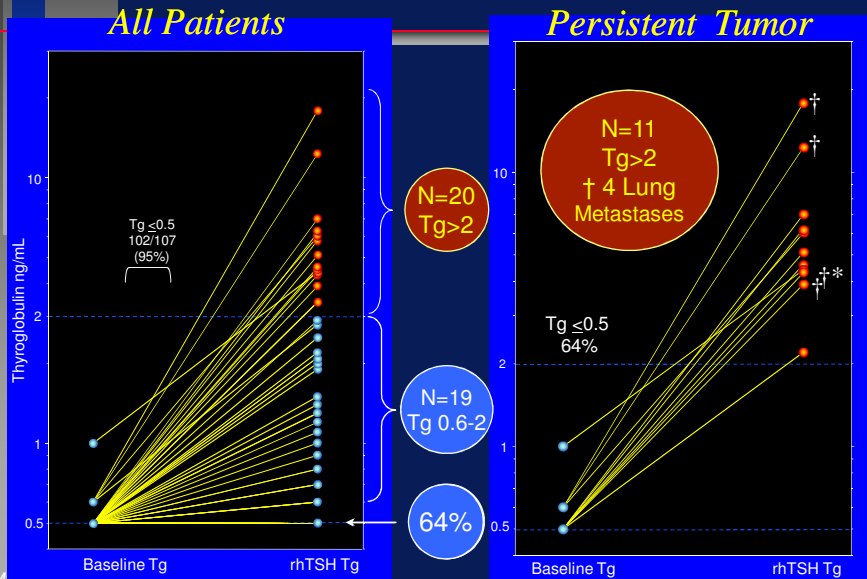 All Patients
Thyroglobulin ng/mL
10
2
1
0.5
Tg ≤0.5
102/107
(95%)
Baseline Tg
rhTSH Tg
N=20
Tg>2
N=19
Tg 0.6-2
64%
Persistent Tumor
10
2
1
0.5
N=11
Tg>2
† 4 Lung
Metastases
†
†
†*
†
Tg ≤0.5
64%
Baseline Tg
rhTSH Tg